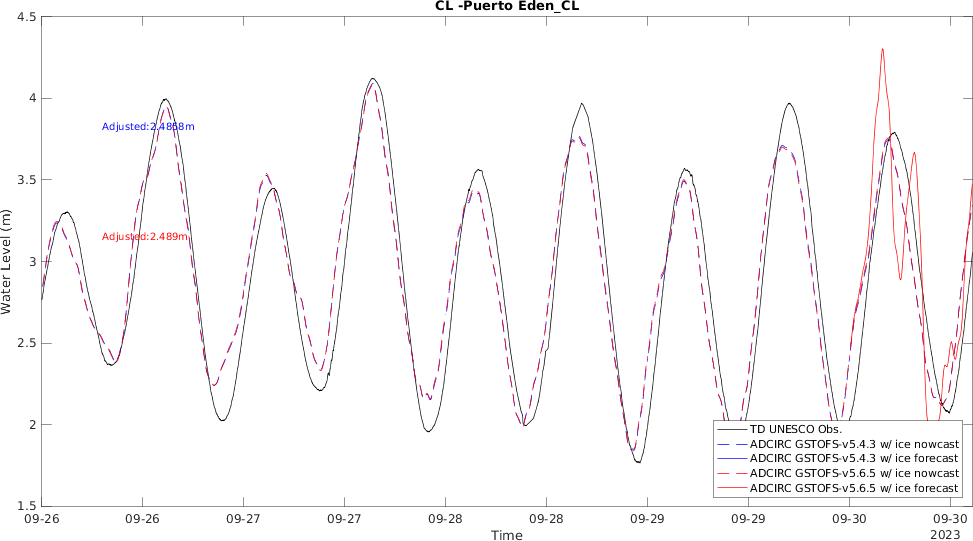 CL -Puerto Eden_CL
4.5
4
3.5
3
2.5
2
1.5
Water Level (m)
Adjusted:2.4858m
Adjusted:2.489m
TD UNESCO Obs.
ADCIRC GSTOFS-v5.4.3 w/ ice nowcast
ADCIRC GSTOFS-v5.4.3 w/ ice forecast
ADCIRC GSTOFS-v5.6.5 w/ ice nowcast
ADCIRC GSTOFS-v5.6.5 w/ ice forecast
09-26 09-26 09-27 09-27 09-28 09-28 09-29 09-29 09-30 09-30
2023
Time